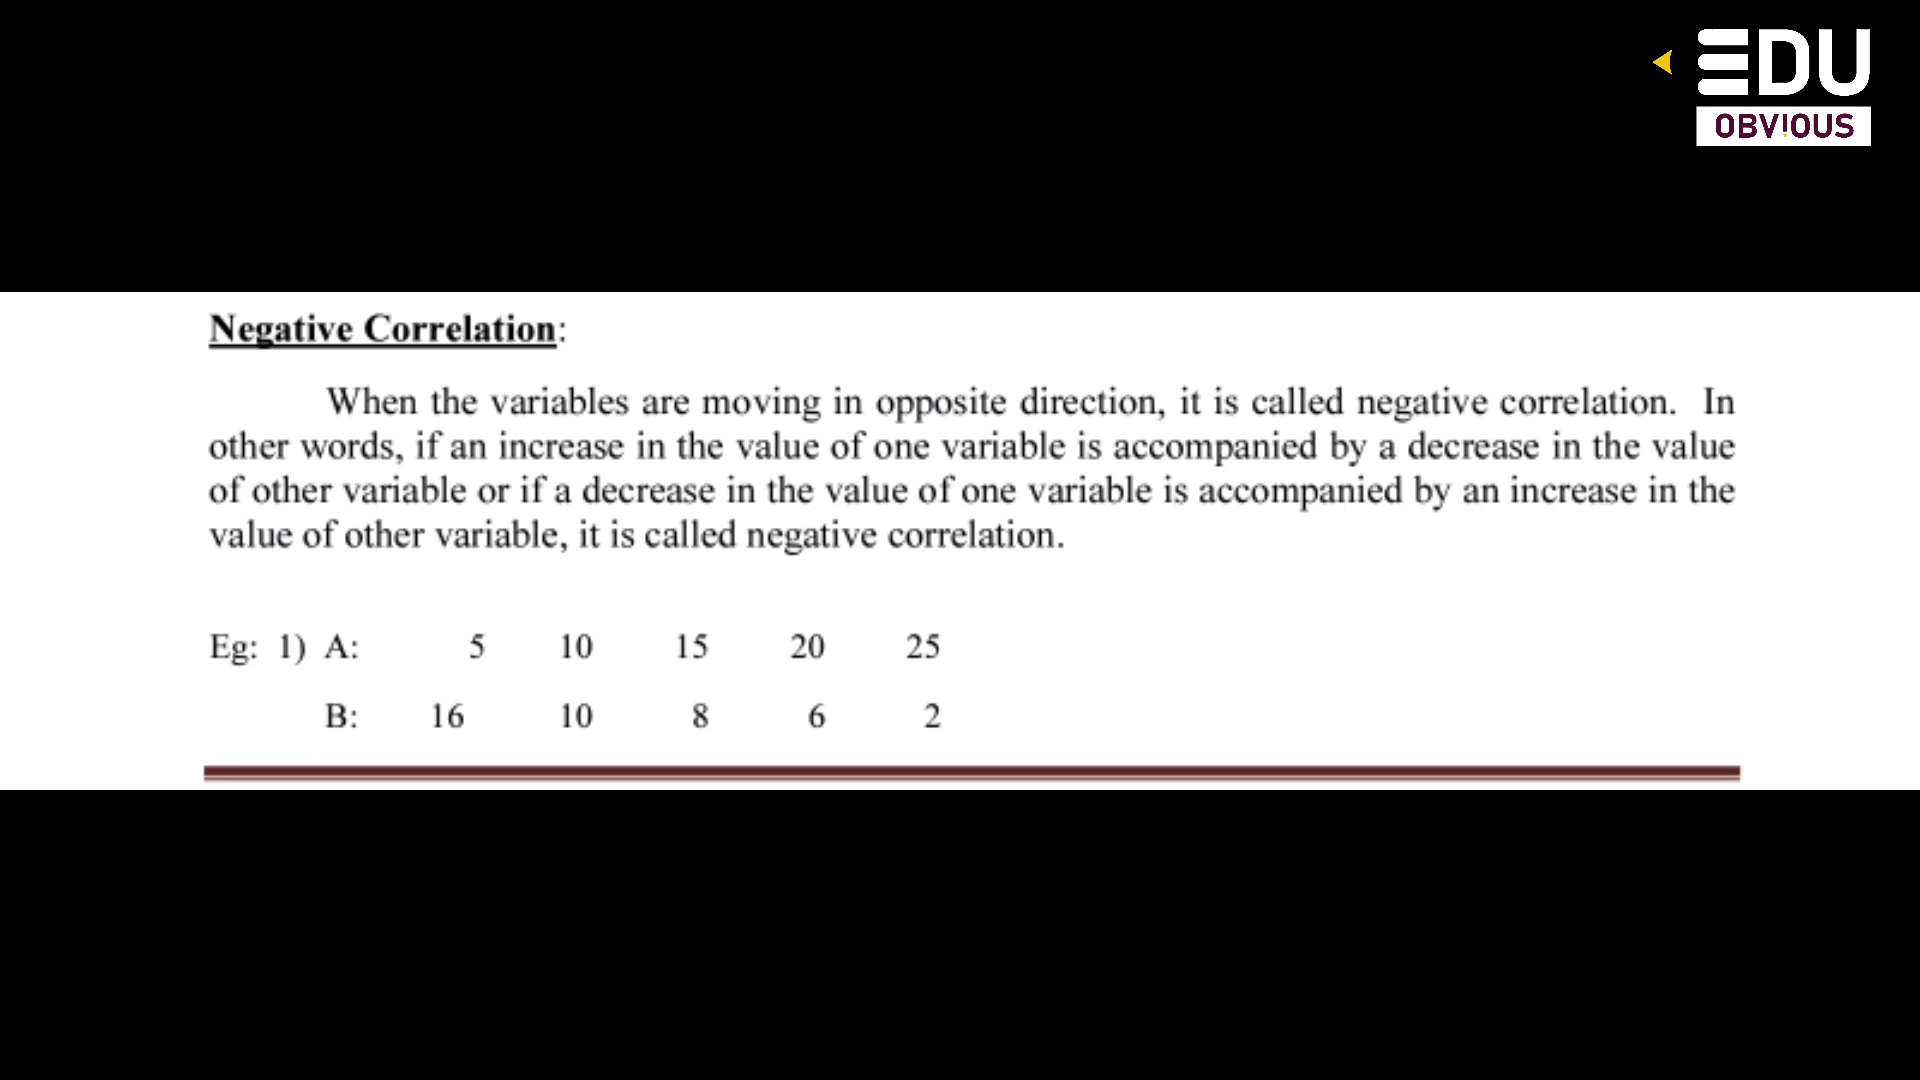 EDU
OBV!OUS
Negative Correlation:
When the variables are moving in opposite direction, it is called negative correlation. In
other words, if an increase in the value of one variable is accompanied by a decrease in the value
of other variable or if a decrease in the value of one variable is accompanied by an increase in the
value of other variable, it is called negative correlation.
Eg: 1) A: 5 10 15 20 25
B: 16 10 8 6 2